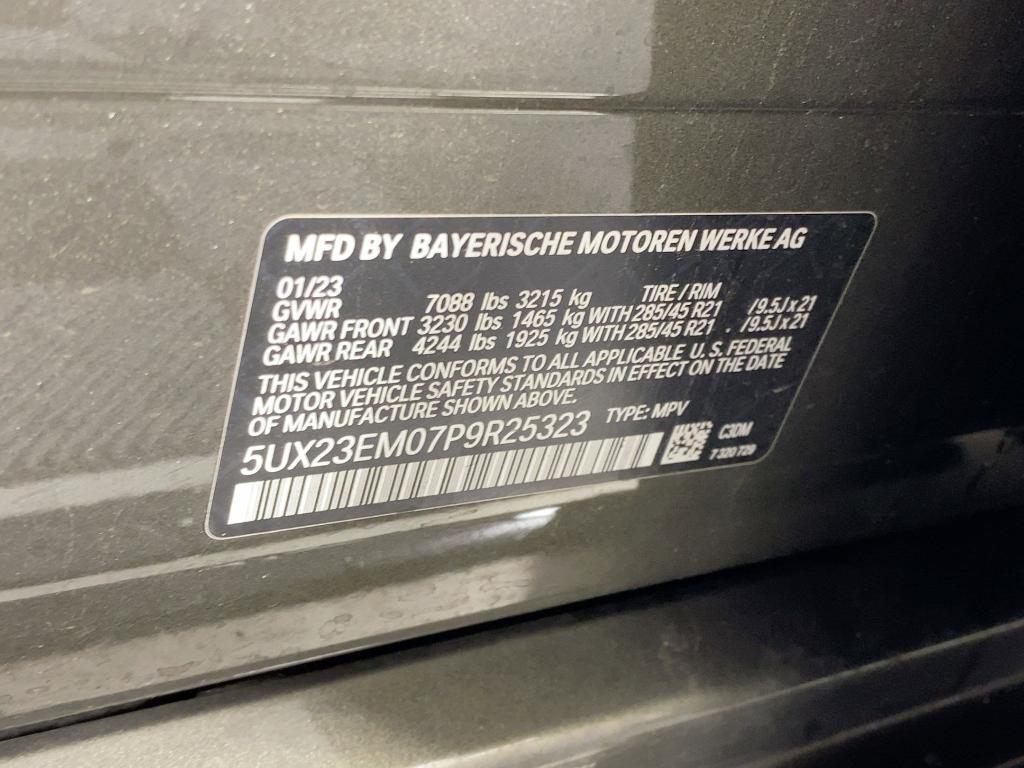 MFD BY BAYERISCHE MOTOREN WERKE AG
01/23 TIRE / RIM
GVWR 7088 lbs 3215 kg
GAWR FRONT 3230 lbs 1465 kg WITH 285/45 R21 / 9.5J x 21
GAWR REAR 4244 lbs 1925 kg WITH 285/45 R21 . / 9.5J x 21
THIS VEHICLE CONFORMS TO ALL APPLICABLE U.S. FEDERAL
MOTOR VEHICLE SAFETY STANDARDS IN EFFECT ON THE DATE
OF MANUFACTURE SHOWN ABOVE.
5UX23EM07P9R25323 TYPE: MPV
C3DM
7 320 729